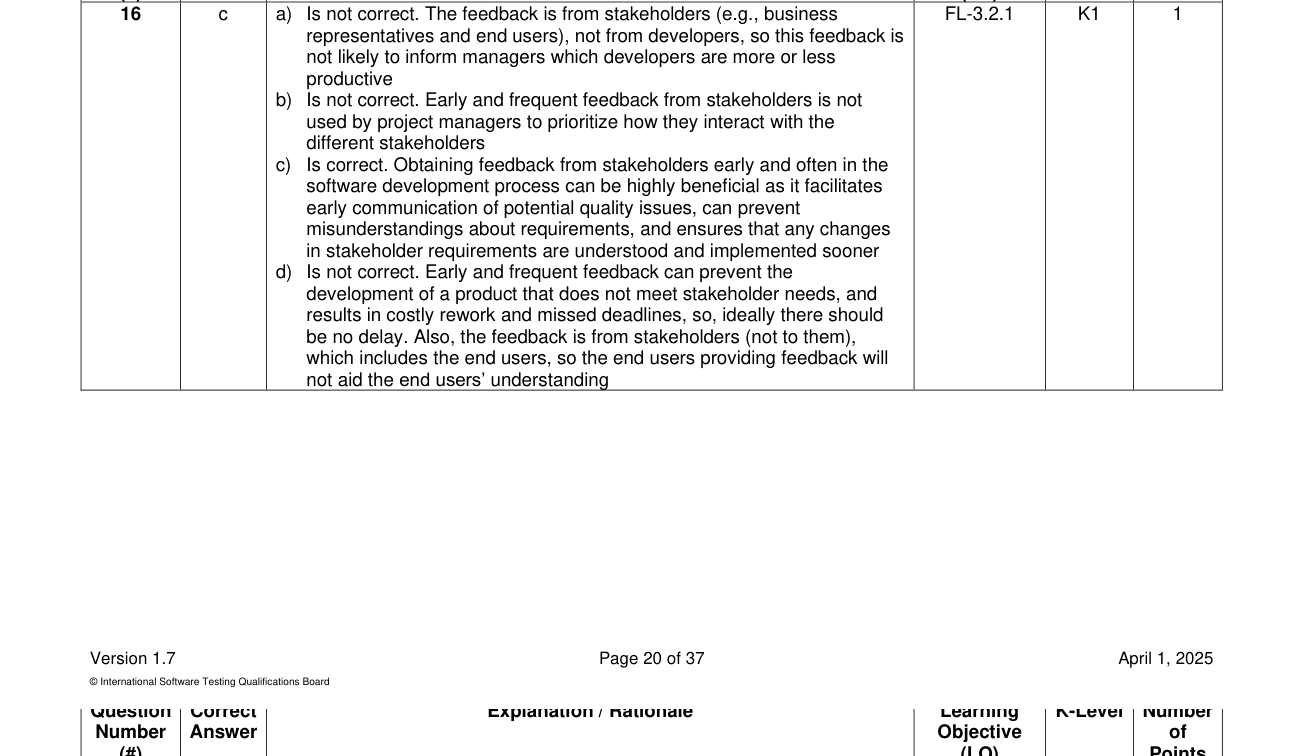 16 c a) Is not correct. The feedback is from stakeholders (e.g., business FL-3.2.1 K1 1
representatives and end users), not from developers, so this feedback is
not likely to inform managers which developers are more or less
productive
b) Is not correct. Early and frequent feedback from stakeholders is not
used by project managers to prioritize how they interact with the
different stakeholders
c) Is correct. Obtaining feedback from stakeholders early and often in the
software development process can be highly beneficial as it facilitates
early communication of potential quality issues, can prevent
misunderstandings about requirements, and ensures that any changes
in stakeholder requirements are understood and implemented sooner
d) Is not correct. Early and frequent feedback can prevent the
development of a product that does not meet stakeholder needs, and
results in costly rework and missed deadlines, so, ideally there should
be no delay. Also, the feedback is from stakeholders (not to them),
which includes the end users, so the end users providing feedback will
not aid the end users’ understanding
Version 1.7 Page 20 of 37 April 1, 2025
© International Software Testing Qualifications Board
Question Correct Explanation / Rationale Learning K-Level Number
Number Answer Objective of
(#) (LO) Points